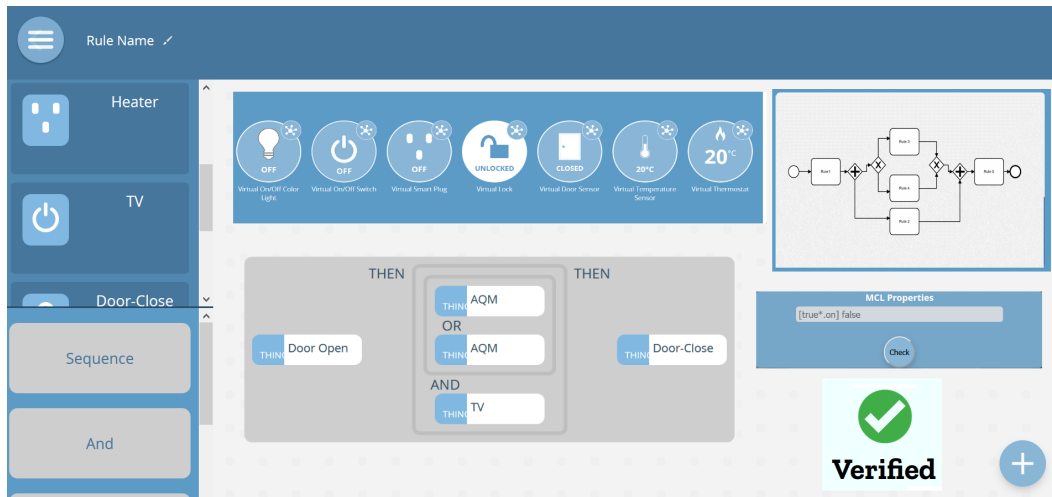 Rule Name
Heater
TV
Door-Close
Sequence
And
OFF
OFF
OFF
UNLOCKED
CLOSED
20°C
20°C
Virtual On/Off Color
Light
Virtual On/Off Switch
Virtual Smart Plug
Virtual Lock
Virtual Door Sensor
Virtual Temperature
Sensor
Virtual Thermostat
THEN
THEN
THING
Door Open
THING
AQM
OR
THING
AQM
AND
THING
TV
THING
Door-Close
MCL Properties
[true*.on] false
Check
Verified